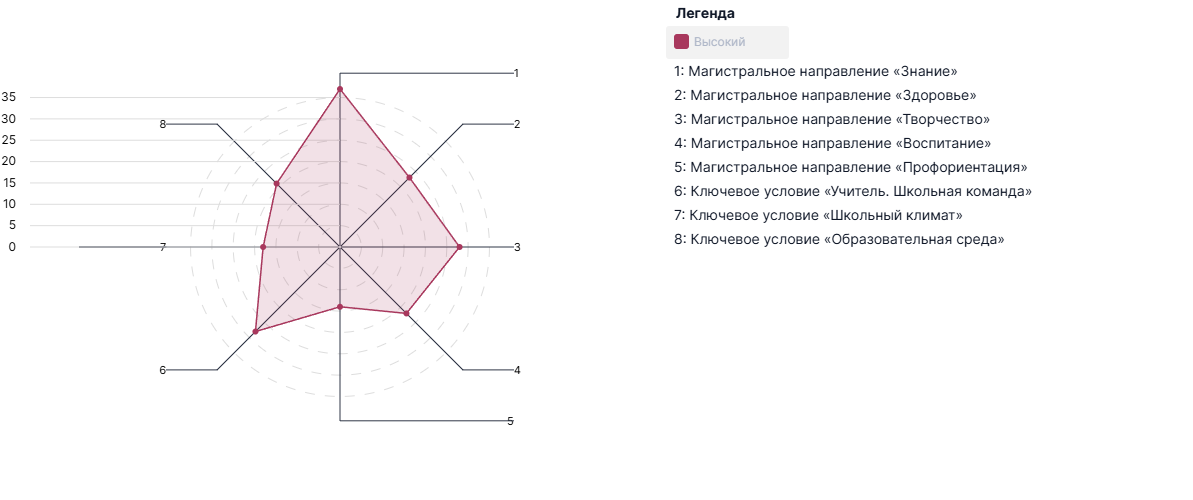 Легенда
Высокий
1: Магистральное направление «Знание»
2: Магистральное направление «Здоровье»
3: Магистральное направление «Творчество»
4: Магистральное направление «Воспитание»
5: Магистральное направление «Профориентация»
6: Ключевое условие «Учитель. Школьная команда»
7: Ключевое условие «Школьный климат»
8: Ключевое условие «Образовательная среда»
1
35
30
8
2
25
20
15
10
5
0
7
3
6
4
5